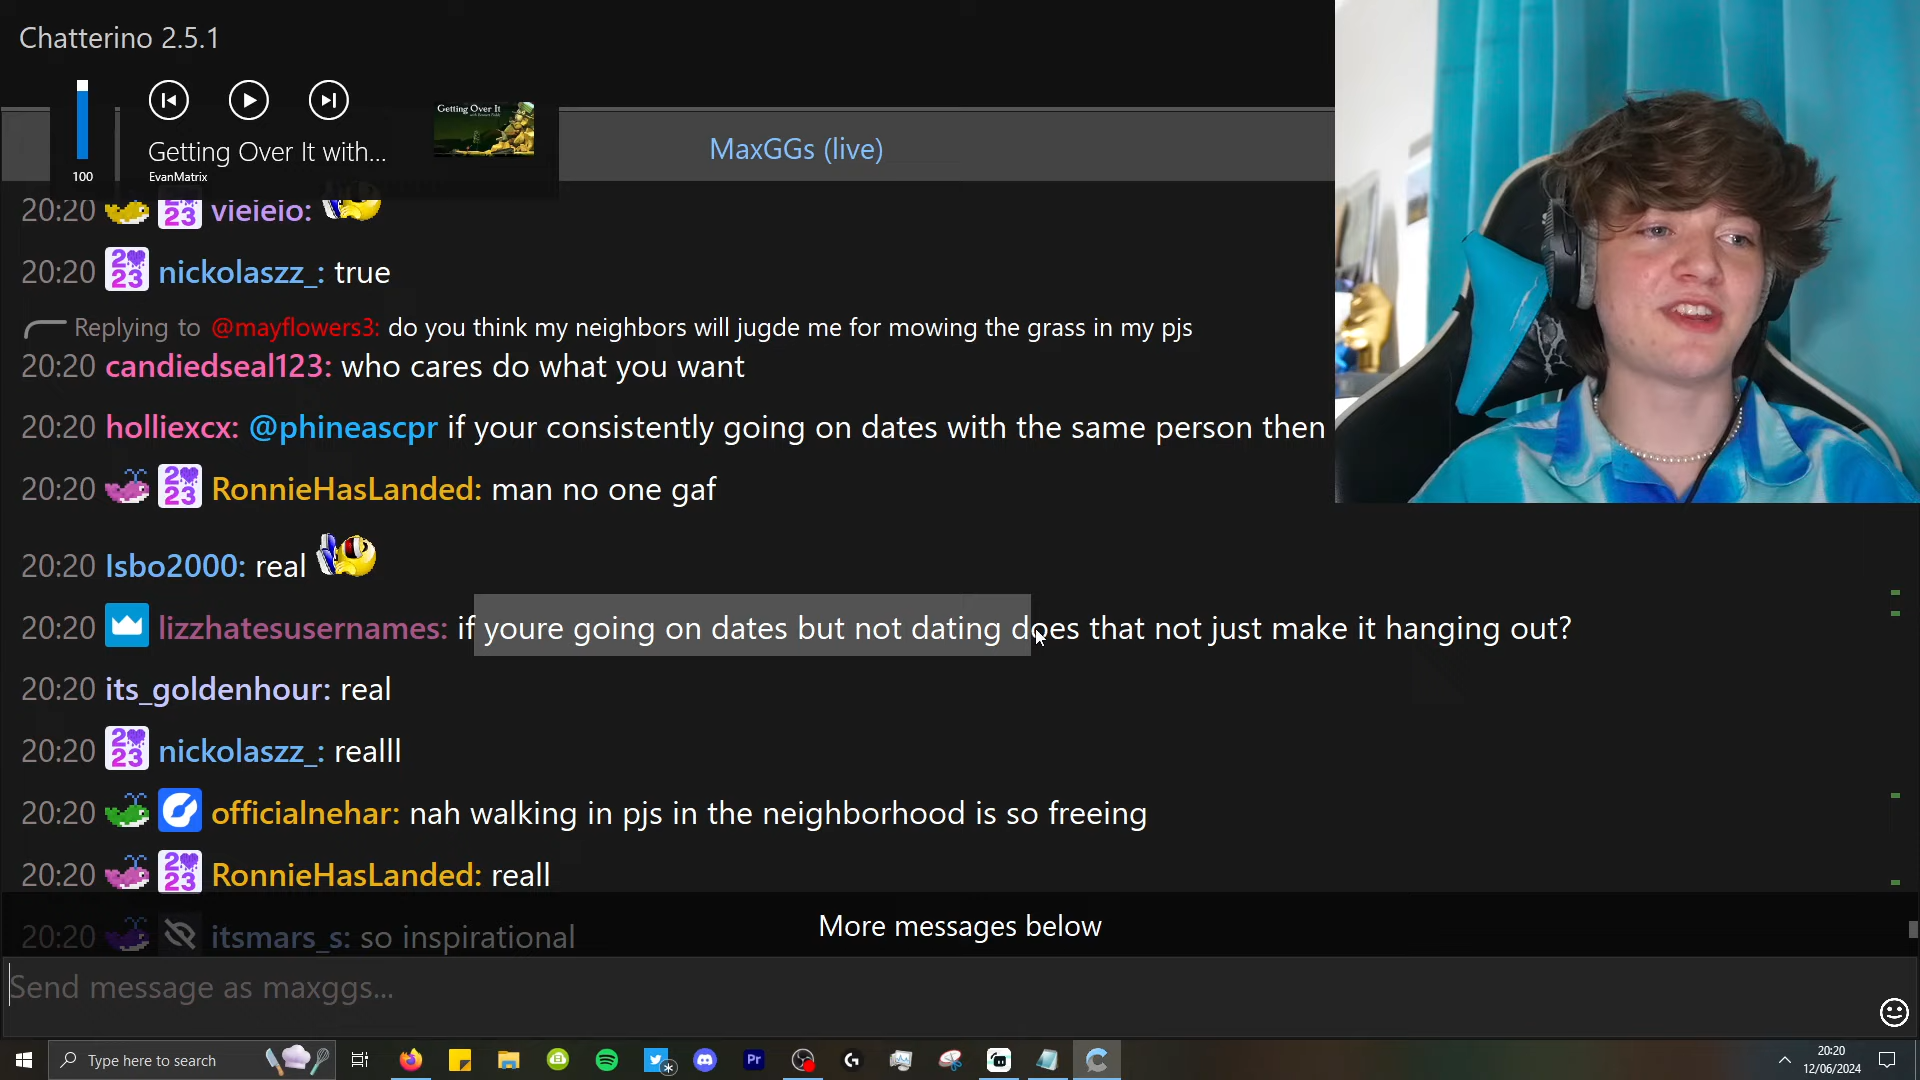 Chatterino 2.5.1
Getting Over It
Getting Over It with...
EvanMatrix
100
MaxGGs (live)
20:20 vieieio:
20:20 nickolaszz_: true
Replying to @mayflowers3: do you think my neighbors will jugde me for mowing the grass in my pjs
20:20 candiedseal123: who cares do what you want
20:20 holliexcx: @phineascpr if your consistently going on dates with the same person then
20:20 RonnieHasLanded: man no one gaf
20:20 Isbo2000: real
20:20 lizzhatesusernames: if youre going on dates but not dating does that not just make it hanging out?
20:20 its_goldenhour: real
20:20 nickolaszz_: realll
20:20 officialnehar: nah walking in pjs in the neighborhood is so freeing
20:20 RonnieHasLanded: reall
20:20 itsmars_s: so inspirational
More messages below
Send message as maxggs...
Type here to search
Pr
20:20
12/06/2024